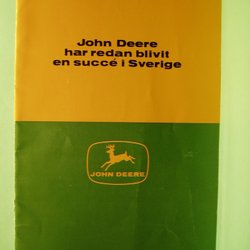 John Deere
har redan blivit
en succé i Sverige
JOHN DEERE